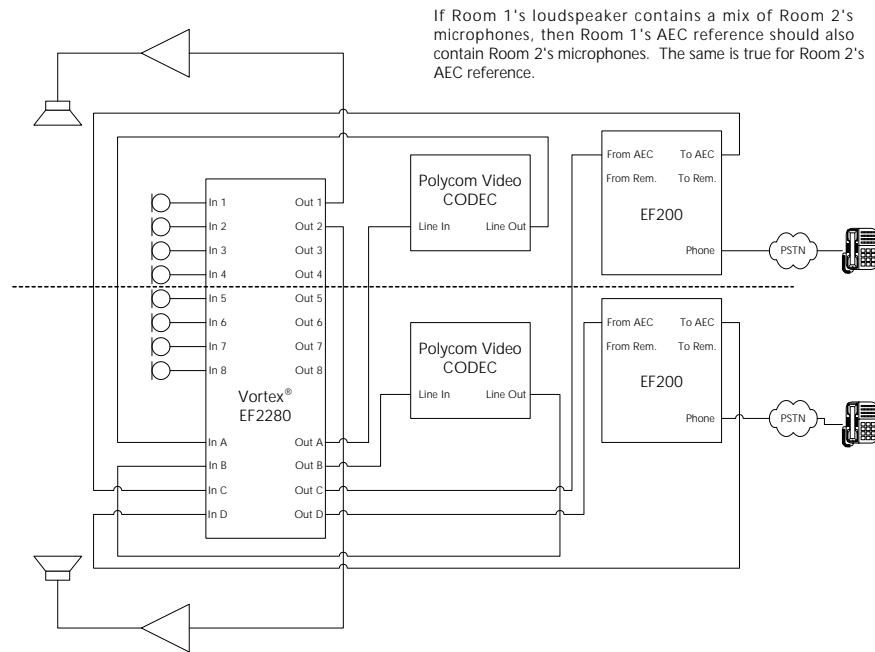 If Room 1's loudspeaker contains a mix of Room 2's
microphones, then Room 1's AEC reference should also
contain Room 2's microphones.  The same is true for Room 2's
AEC reference.
From AEC To AEC
From Rem. To Rem.
EF200
Phone
PSTN
Polycom Video
CODEC
Line In Line Out
In 1 Out 1
In 2 Out 2
In 3 Out 3
In 4 Out 4
In 5 Out 5
In 6 Out 6
In 7 Out 7
In 8 Out 8
Vortex®
EF2280
In A Out A
In B Out B
In C Out C
In D Out D
Polycom Video
CODEC
Line In Line Out
From AEC To AEC
From Rem. To Rem.
EF200
Phone
PSTN